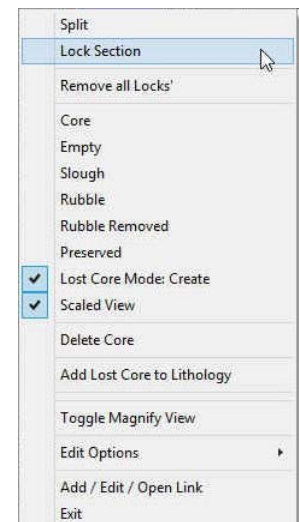 Split
Lock Section
Remove all Locks'
Core
Empty
Slough
Rubble
Rubble Removed
Preserved
Lost Core Mode: Create
Scaled View
Delete Core
Add Lost Core to Lithology
Toggle Magnify View
Edit Options
Add / Edit / Open Link
Exit